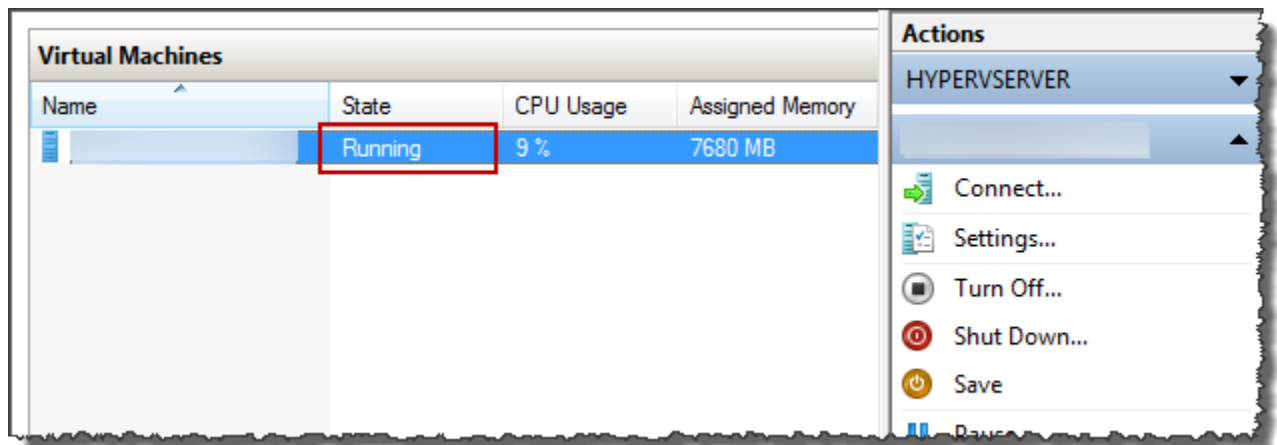 Virtual Machines
Name State CPU Usage Assigned Memory
Running 9 % 7680 MB
Actions
HYPERVSERVER
Connect...
Settings...
Turn Off...
Shut Down...
Save
Pause